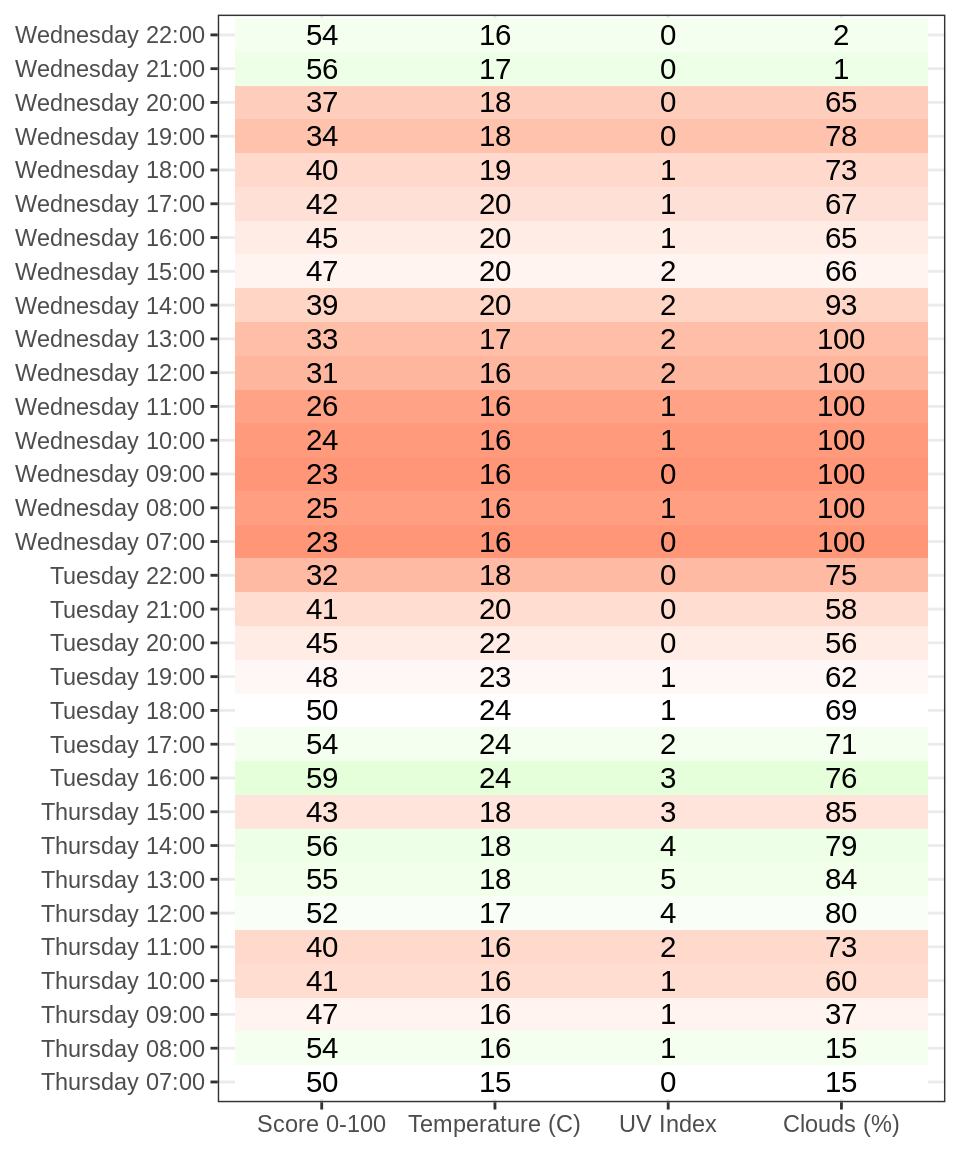 Wednesday 22:00 54 16 0 2
Wednesday 21:00 56 17 0 1
Wednesday 20:00 37 18 0 65
Wednesday 19:00 34 18 0 78
Wednesday 18:00 40 19 1 73
Wednesday 17:00 42 20 1 67
Wednesday 16:00 45 20 1 65
Wednesday 15:00 47 20 2 66
Wednesday 14:00 39 20 2 93
Wednesday 13:00 33 17 2 100
Wednesday 12:00 31 16 2 100
Wednesday 11:00 26 16 1 100
Wednesday 10:00 24 16 1 100
Wednesday 09:00 23 16 0 100
Wednesday 08:00 25 16 1 100
Wednesday 07:00 23 16 0 100
Tuesday 22:00 32 18 0 75
Tuesday 21:00 41 20 0 58
Tuesday 20:00 45 22 0 56
Tuesday 19:00 48 23 1 62
Tuesday 18:00 50 24 1 69
Tuesday 17:00 54 24 2 71
Tuesday 16:00 59 24 3 76
Thursday 15:00 43 18 3 85
Thursday 14:00 56 18 4 79
Thursday 13:00 55 18 5 84
Thursday 12:00 52 17 4 80
Thursday 11:00 40 16 2 73
Thursday 10:00 41 16 1 60
Thursday 09:00 47 16 1 37
Thursday 08:00 54 16 1 15
Thursday 07:00 50 15 0 15
Score 0-100 Temperature (C) UV Index Clouds (%)